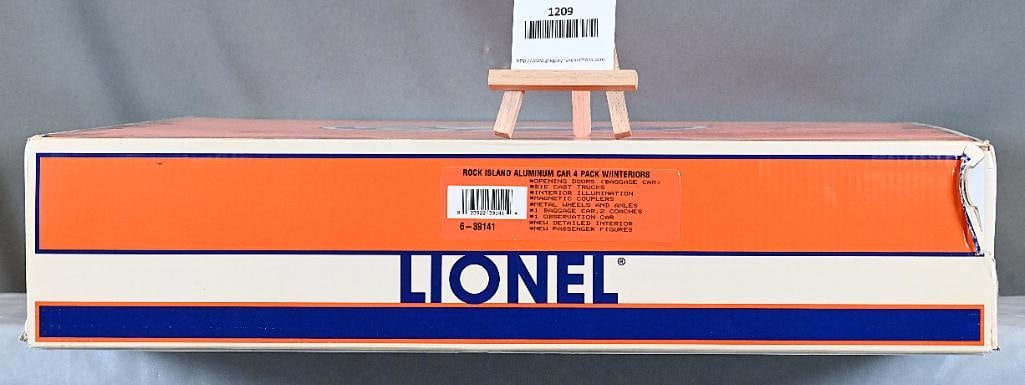 1209
ROCK ISLAND ALUMINUM CAR 4 PACK W/INTERIORS
*OPENING DOORS (BAGGAGE CAR)
*DIE CAST TRUCKS
*INTERIOR ILLUMINATION
*MAGNETIC COUPLERS
*METAL WHEELS AND AXLES
*1 BAGGAGE CAR, 2 COACHES
*1 OBSERVATION CAR
*NEW DETAILED INTERIOR
*NEW PASSENGER FIGURES
6-39141
LIONEL®